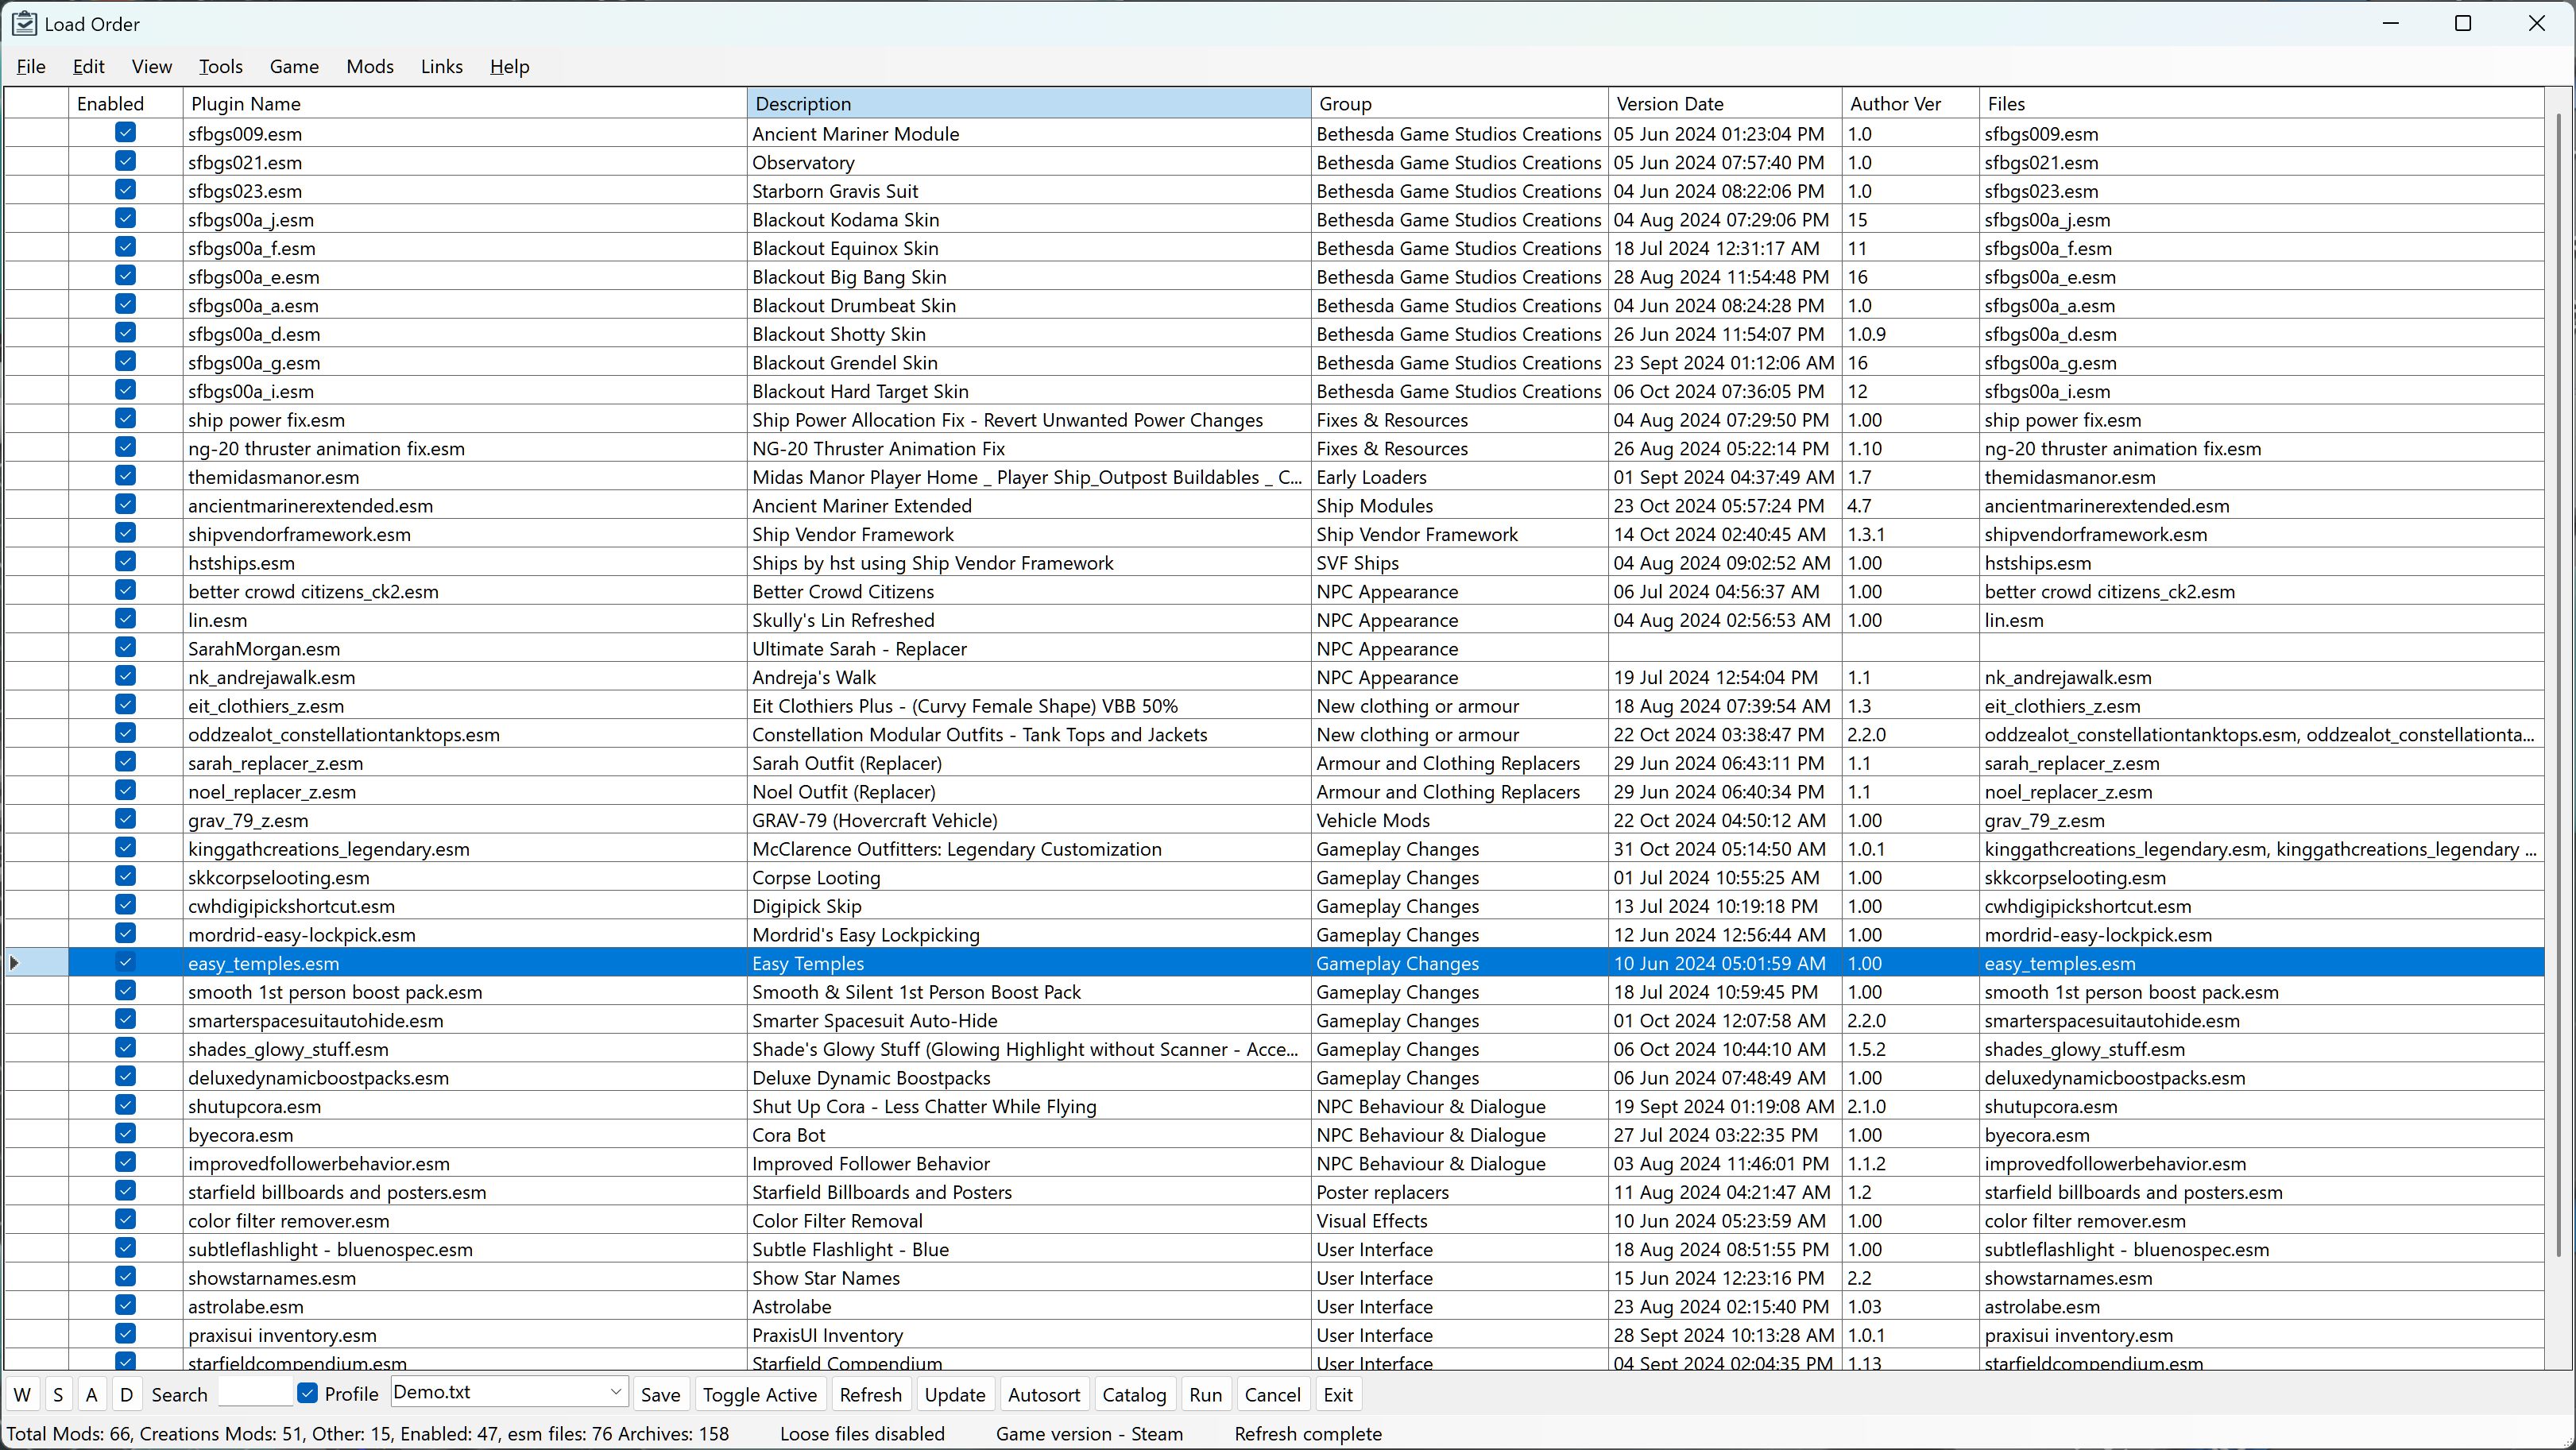 Load Order
File Edit View Tools Game Mods Links Help
Enabled Plugin Name Description Group Version Date Author Ver Files
sfbgs009.esm Ancient Mariner Module Bethesda Game Studios Creations 05 Jun 2024 01:23:04 PM 1.0 sfbgs009.esm
sfbgs021.esm Observatory Bethesda Game Studios Creations 05 Jun 2024 07:57:40 PM 1.0 sfbgs021.esm
sfbgs023.esm Starborn Gravis Suit Bethesda Game Studios Creations 04 Jun 2024 08:22:06 PM 1.0 sfbgs023.esm
sfbgs00a_j.esm Blackout Kodama Skin Bethesda Game Studios Creations 04 Aug 2024 07:29:06 PM 15 sfbgs00a_j.esm
sfbgs00a_f.esm Blackout Equinox Skin Bethesda Game Studios Creations 18 Jul 2024 12:31:17 AM 11 sfbgs00a_f.esm
sfbgs00a_e.esm Blackout Big Bang Skin Bethesda Game Studios Creations 28 Aug 2024 11:54:48 PM 16 sfbgs00a_e.esm
sfbgs00a_a.esm Blackout Drumbeat Skin Bethesda Game Studios Creations 04 Jun 2024 08:24:28 PM 1.0 sfbgs00a_a.esm
sfbgs00a_d.esm Blackout Shotty Skin Bethesda Game Studios Creations 26 Jun 2024 11:54:07 PM 1.0.9 sfbgs00a_d.esm
sfbgs00a_g.esm Blackout Grendel Skin Bethesda Game Studios Creations 23 Sept 2024 01:12:06 AM 16 sfbgs00a_g.esm
sfbgs00a_i.esm Blackout Hard Target Skin Bethesda Game Studios Creations 06 Oct 2024 07:36:05 PM 12 sfbgs00a_i.esm
ship power fix.esm Ship Power Allocation Fix - Revert Unwanted Power Changes Fixes & Resources 04 Aug 2024 07:29:50 PM 1.00 ship power fix.esm
ng-20 thruster animation fix.esm NG-20 Thruster Animation Fix Fixes & Resources 26 Aug 2024 05:22:14 PM 1.10 ng-20 thruster animation fix.esm
themidasmanor.esm Midas Manor Player Home _ Player Ship_Outpost Buildables _ C... Early Loaders 01 Sept 2024 04:37:49 AM 1.7 themidasmanor.esm
ancientmarinerextended.esm Ancient Mariner Extended Ship Modules 23 Oct 2024 05:57:24 PM 4.7 ancientmarinerextended.esm
shipvendorframework.esm Ship Vendor Framework Ship Vendor Framework 14 Oct 2024 02:40:45 AM 1.3.1 shipvendorframework.esm
hstships.esm Ships by hst using Ship Vendor Framework SVF Ships 04 Aug 2024 09:02:52 AM 1.00 hstships.esm
better crowd citizens_ck2.esm Better Crowd Citizens NPC Appearance 06 Jul 2024 04:56:37 AM 1.00 better crowd citizens_ck2.esm
lin.esm Skully's Lin Refreshed NPC Appearance 04 Aug 2024 02:56:53 AM 1.00 lin.esm
SarahMorgan.esm Ultimate Sarah - Replacer NPC Appearance
nk_andrejawalk.esm Andreja's Walk NPC Appearance 19 Jul 2024 12:54:04 PM 1.1 nk_andrejawalk.esm
eit_clothiers_z.esm Eit Clothiers Plus - (Curvy Female Shape) VBB 50% New clothing or armour 18 Aug 2024 07:39:54 AM 1.3 eit_clothiers_z.esm
oddzealot_constellationtanktops.esm Constellation Modular Outfits - Tank Tops and Jackets New clothing or armour 22 Oct 2024 03:38:47 PM 2.2.0 oddzealot_constellationtanktops.esm, oddzealot_constellationta...
sarah_replacer_z.esm Sarah Outfit (Replacer) Armour and Clothing Replacers 29 Jun 2024 06:43:11 PM 1.1 sarah_replacer_z.esm
noel_replacer_z.esm Noel Outfit (Replacer) Armour and Clothing Replacers 29 Jun 2024 06:40:34 PM 1.1 noel_replacer_z.esm
grav_79_z.esm GRAV-79 (Hovercraft Vehicle) Vehicle Mods 22 Oct 2024 04:50:12 AM 1.00 grav_79_z.esm
kinggathcreations_legendary.esm McClarence Outfitters: Legendary Customization Gameplay Changes 31 Oct 2024 05:14:50 AM 1.0.1 kinggathcreations_legendary.esm, kinggathcreations_legendary ...
skkcorpselooting.esm Corpse Looting Gameplay Changes 01 Jul 2024 10:55:25 AM 1.00 skkcorpselooting.esm
cwhdigipickshortcut.esm Digipick Skip Gameplay Changes 13 Jul 2024 10:19:18 PM 1.00 cwhdigipickshortcut.esm
mordrid-easy-lockpick.esm Mordrid's Easy Lockpicking Gameplay Changes 12 Jun 2024 12:56:44 AM 1.00 mordrid-easy-lockpick.esm
easy_temples.esm Easy Temples Gameplay Changes 10 Jun 2024 05:01:59 AM 1.00 easy_temples.esm
smooth 1st person boost pack.esm Smooth & Silent 1st Person Boost Pack Gameplay Changes 18 Jul 2024 10:59:45 PM 1.00 smooth 1st person boost pack.esm
smarterspacesuitautohide.esm Smarter Spacesuit Auto-Hide Gameplay Changes 01 Oct 2024 12:07:58 AM 2.2.0 smarterspacesuitautohide.esm
shades_glowy_stuff.esm Shade's Glowy Stuff (Glowing Highlight without Scanner - Acce... Gameplay Changes 06 Oct 2024 10:44:10 AM 1.5.2 shades_glowy_stuff.esm
deluxedynamicboostpacks.esm Deluxe Dynamic Boostpacks Gameplay Changes 06 Jun 2024 07:48:49 AM 1.00 deluxedynamicboostpacks.esm
shutupcora.esm Shut Up Cora - Less Chatter While Flying NPC Behaviour & Dialogue 19 Sept 2024 01:19:08 AM 2.1.0 shutupcora.esm
byecora.esm Cora Bot NPC Behaviour & Dialogue 27 Jul 2024 03:22:35 PM 1.00 byecora.esm
improvedfollowerbehavior.esm Improved Follower Behavior NPC Behaviour & Dialogue 03 Aug 2024 11:46:01 PM 1.1.2 improvedfollowerbehavior.esm
starfield billboards and posters.esm Starfield Billboards and Posters Poster replacers 11 Aug 2024 04:21:47 AM 1.2 starfield billboards and posters.esm
color filter remover.esm Color Filter Removal Visual Effects 10 Jun 2024 05:23:59 AM 1.00 color filter remover.esm
subtleflashlight - bluenospec.esm Subtle Flashlight - Blue User Interface 18 Aug 2024 08:51:55 PM 1.00 subtleflashlight - bluenospec.esm
showstarnames.esm Show Star Names User Interface 15 Jun 2024 12:23:16 PM 2.2 showstarnames.esm
astrolabe.esm Astrolabe User Interface 23 Aug 2024 02:15:40 PM 1.03 astrolabe.esm
praxisui inventory.esm PraxisUI Inventory User Interface 28 Sept 2024 10:13:28 AM 1.0.1 praxisui inventory.esm
starfieldcompendium.esm Starfield Compendium User Interface 04 Sept 2024 02:04:35 PM 1.13 starfieldcompendium.esm
W S A D Search Profile Demo.txt Save Toggle Active Refresh Update Autosort Catalog Run Cancel Exit
Total Mods: 66, Creations Mods: 51, Other: 15, Enabled: 47, esm files: 76 Archives: 158 Loose files disabled Game version - Steam Refresh complete